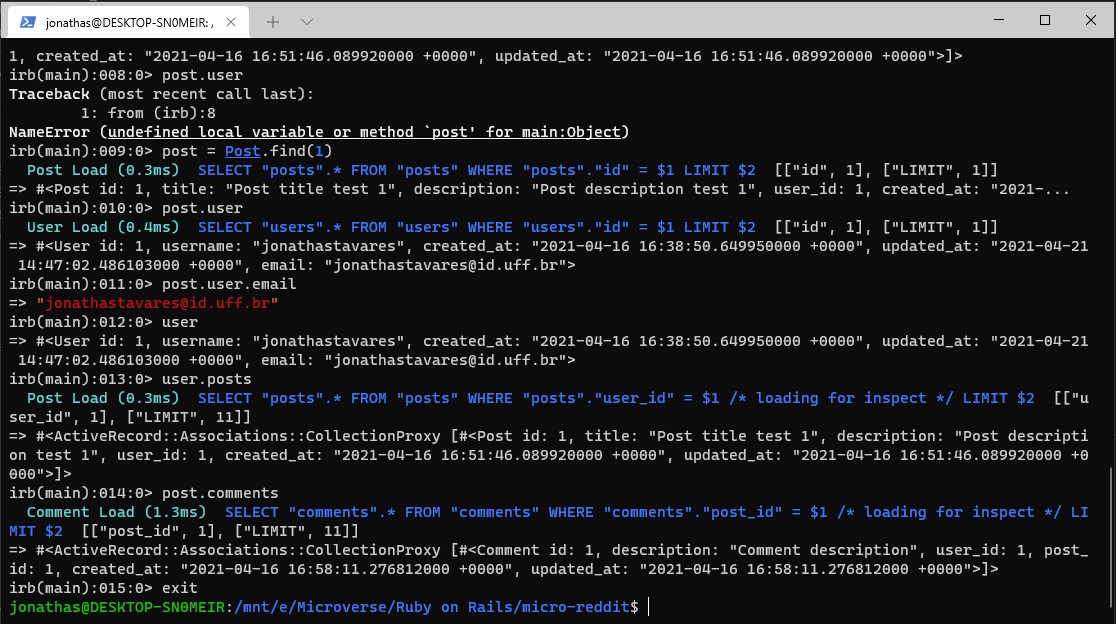 jonathas@DESKTOP-SN0MEIR: ,
1, created_at: "2021-04-16 16:51:46.089920000 +0000", updated_at: "2021-04-16 16:51:46.089920000 +0000">]>
irb(main):008:0> post.user
Traceback (most recent call last):
        1: from (irb):8
NameError (undefined local variable or method `post' for main:Object)
irb(main):009:0> post = Post.find(1)
  Post Load (0.3ms)  SELECT "posts".* FROM "posts" WHERE "posts"."id" = $1 LIMIT $2  [["id", 1], ["LIMIT", 1]]
=> #<Post id: 1, title: "Post title test 1", description: "Post description test 1", user_id: 1, created_at: "2021-...
irb(main):010:0> post.user
  User Load (0.4ms)  SELECT "users".* FROM "users" WHERE "users"."id" = $1 LIMIT $2  [["id", 1], ["LIMIT", 1]]
=> #<User id: 1, username: "jonathastavares", created_at: "2021-04-16 16:38:50.649950000 +0000", updated_at: "2021-04-21
 14:47:02.486103000 +0000", email: "jonathastavares@id.uff.br">
irb(main):011:0> post.user.email
=> "jonathastavares@id.uff.br"
irb(main):012:0> user
=> #<User id: 1, username: "jonathastavares", created_at: "2021-04-16 16:38:50.649950000 +0000", updated_at: "2021-04-21
 14:47:02.486103000 +0000", email: "jonathastavares@id.uff.br">
irb(main):013:0> user.posts
  Post Load (0.3ms)  SELECT "posts".* FROM "posts" WHERE "posts"."user_id" = $1 /* loading for inspect */ LIMIT $2  [["u
ser_id", 1], ["LIMIT", 11]]
=> #<ActiveRecord::Associations::CollectionProxy [#<Post id: 1, title: "Post title test 1", description: "Post descripti
on test 1", user_id: 1, created_at: "2021-04-16 16:51:46.089920000 +0000", updated_at: "2021-04-16 16:51:46.089920000 +0
000">]>
irb(main):014:0> post.comments
  Comment Load (1.3ms)  SELECT "comments".* FROM "comments" WHERE "comments"."post_id" = $1 /* loading for inspect */ LI
MIT $2  [["post_id", 1], ["LIMIT", 11]]
=> #<ActiveRecord::Associations::CollectionProxy [#<Comment id: 1, description: "Comment description", user_id: 1, post_
id: 1, created_at: "2021-04-16 16:58:11.276812000 +0000", updated_at: "2021-04-16 16:58:11.276812000 +0000">]>
irb(main):015:0> exit
jonathas@DESKTOP-SN0MEIR:/mnt/e/Microverse/Ruby on Rails/micro-reddit$